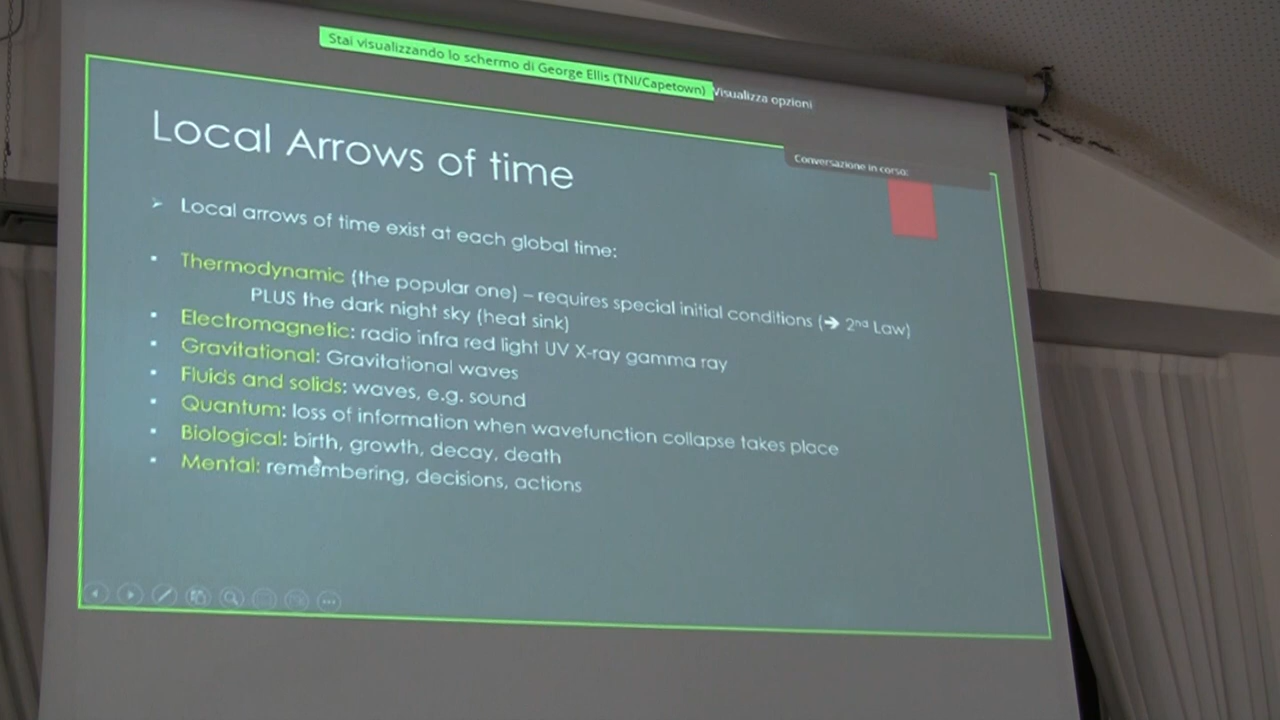 Stai visualizzando lo schermo di George Ellis (TNI/Capetown) Visualizza opzioni
Conversazione in corso:
Local Arrows of time
➢ Local arrows of time exist at each global time:
• Thermodynamic (the popular one) – requires special initial conditions (➔ 2nd Law)
PLUS the dark night sky (heat sink)
• Electromagnetic: radio infra red light UV X-ray gamma ray
• Gravitational: Gravitational waves
• Fluids and solids: waves, e.g. sound
• Quantum: loss of information when wavefunction collapse takes place
• Biological: birth, growth, decay, death
• Mental: remembering, decisions, actions